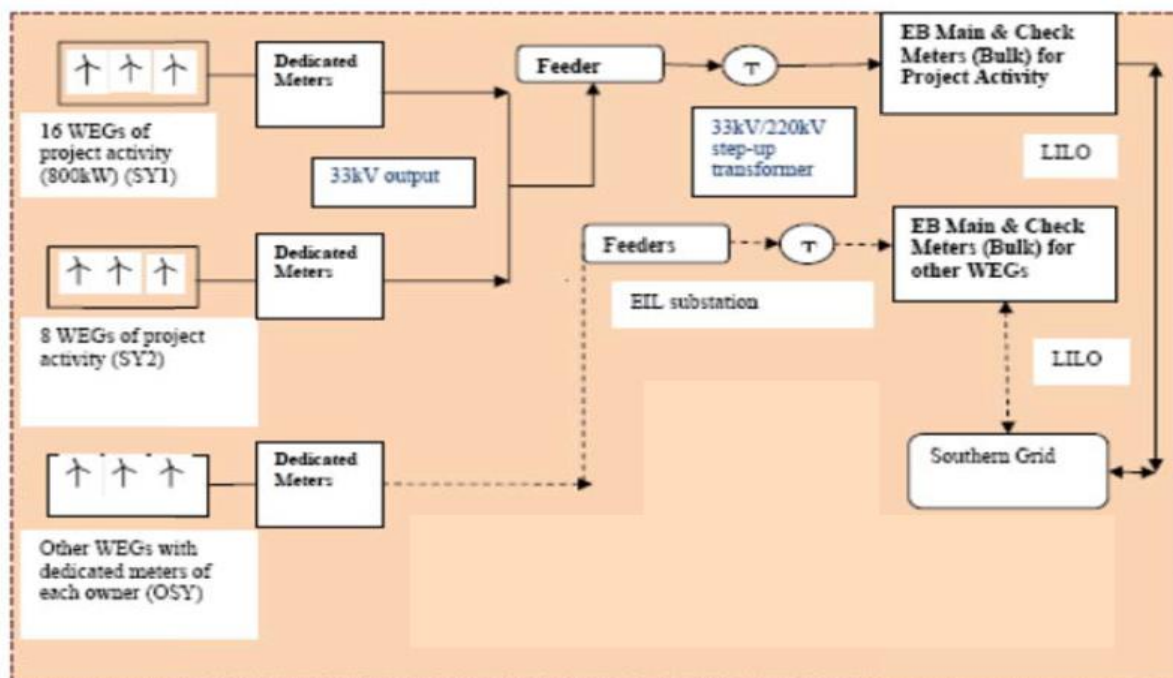 Dedicated
Meters
Feeder
EB Main & Check
Meters (Bulk) for
Project Activity
16 WEGs of
project activity
(800kW) (SY1)
33kV output
33kV/220kV
step-up
transformer
LILO
Dedicated
Meters
Feeders
EB Main & Check
Meters (Bulk) for
other WEGs
EIL substation
8 WEGs of project
activity (SY2)
LILO
Dedicated
Meters
Southern Grid
Other WEGs with
dedicated meters of
each owner (OSY)